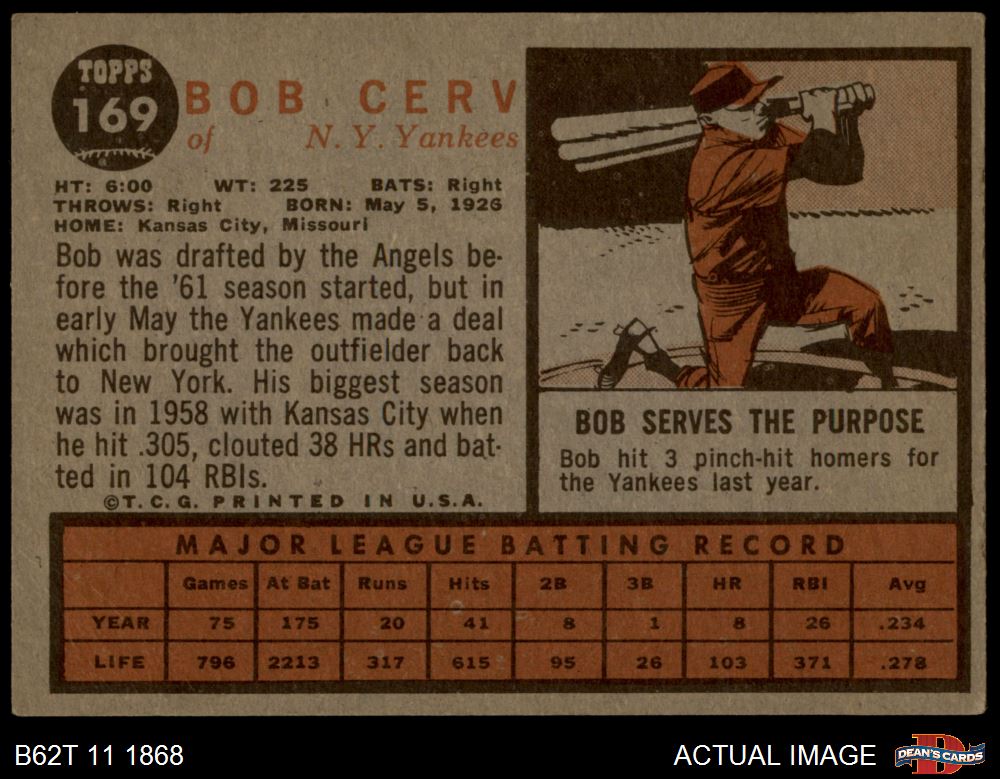 TOPPS
169
BOB CERV
of N. Y. Yankees
HT: 6:00 WT: 225 BATS: Right
THROWS: Right BORN: May 5, 1926
HOME: Kansas City, Missouri
Bob was drafted by the Angels be-
fore the '61 season started, but in
early May the Yankees made a deal
which brought the outfielder back
to New York. His biggest season
was in 1958 with Kansas City when
he hit .305, clouted 38 HRs and bat-
ted in 104 RBIs.
©T. C. G. PRINTED IN U.S.A.
BOB SERVES THE PURPOSE
Bob hit 3 pinch-hit homers for
the Yankees last year.
MAJOR LEAGUE BATTING RECORD
Games At Bat Runs Hits 2B 3B HR RBI Avg
YEAR 75 175 20 41 8 1 8 26 .234
LIFE 796 2213 317 615 95 26 103 371 .278
B62T 11 1868
ACTUAL IMAGE
DEAN'S CARDS